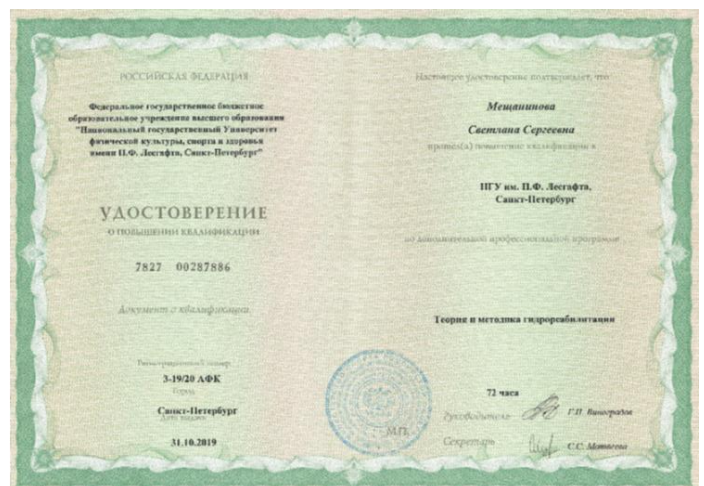 РОССИЙСКАЯ ФЕДЕРАЦИЯ
Федеральное государственное бюджетное
образовательное учреждение высшего образования
"Национальный государственный Университет
физической культуры, спорта и здоровья
имени П.Ф. Лесгафта, Санкт-Петербург"
УДОСТОВЕРЕНИЕ
О ПОВЫШЕНИИ КВАЛИФИКАЦИИ
7827 00287886
Документ о квалификации
Регистрационный номер
3-19/20 АФК
Город
Санкт-Петербург
Дата выдачи
31.10.2019
Настоящее удостоверение подтверждает, что
Мещанинова
Светлана Сергеевна
прошел(а) повышение квалификации в
НГУ им. П.Ф. Лесгафта,
Санкт-Петербург
по дополнительной профессиональной программе
Теория и методика гидрореабилитации
72 часа
Руководитель Г.П. Виноградов
М.П.
Секретарь С.С.